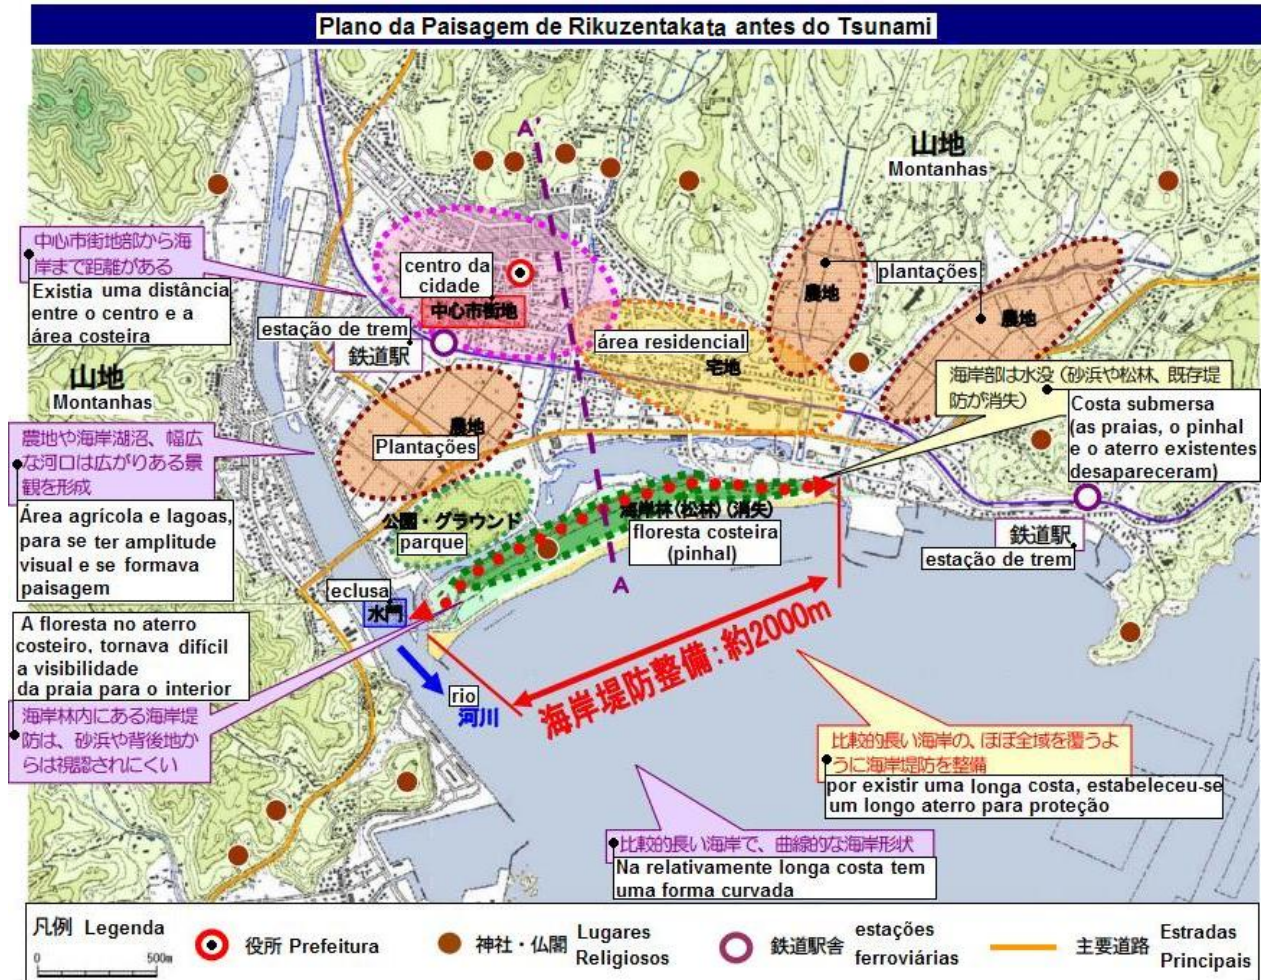 Plano da Paisagem de Rikuzentakata antes do Tsunami
A'
山地
Montanhas
中心市街地部から海
岸まで距離がある
Existia uma distância
entre o centro e a
área costeira
centro da
cidade
中心市街地
estação de trem
鉄道駅
área residencial
宅地
農地
plantações
農地
山地
Montanhas
農地
Plantações
海岸部は水没（砂浜や松林、既存堤
防が消失）
Costa submersa
(as praias, o pinhal
e o aterro existentes
desapareceram)
農地や海岸湖沼、幅広
な河口は広がりある景
観を形成
Área agrícola e lagoas,
para se ter amplitude
visual e se formava
paisagem
公園・グラウンド
parque
海岸林（松林）（消失）
floresta costeira
(pinhal)
鉄道駅
estação de trem
A
eclusa
水門
A floresta no aterro
costeiro, tornava difícil
a visibilidade
da praia para o interior
海岸林内にある海岸堤
防は、砂浜や背後地か
らは視認されにくい
rio
河川
海岸堤防整備：約2000m
比較的長い海岸の、ほぼ全域を覆うよ
うに海岸堤防を整備
por existir uma longa costa, estabeleceu-se
um longo aterro para proteção
比較的長い海岸で、曲線的な海岸形状
Na relativamente longa costa tem
uma forma curvada
凡例 Legenda
0 500m
役所 Prefeitura
神社・仏閣 Lugares
Religiosos
鉄道駅舎 estações
ferroviárias
主要道路 Estradas
Principais